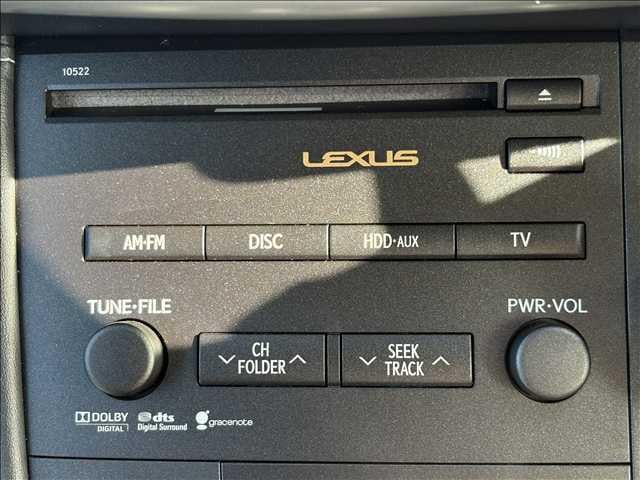 10522
LEXUS
AM·FM
DISC
HDD·AUX
TV
TUNE·FILE
PWR·VOL
CH
FOLDER
SEEK
TRACK
DOLBY
DIGITAL
dts
Digital Surround
gracenote